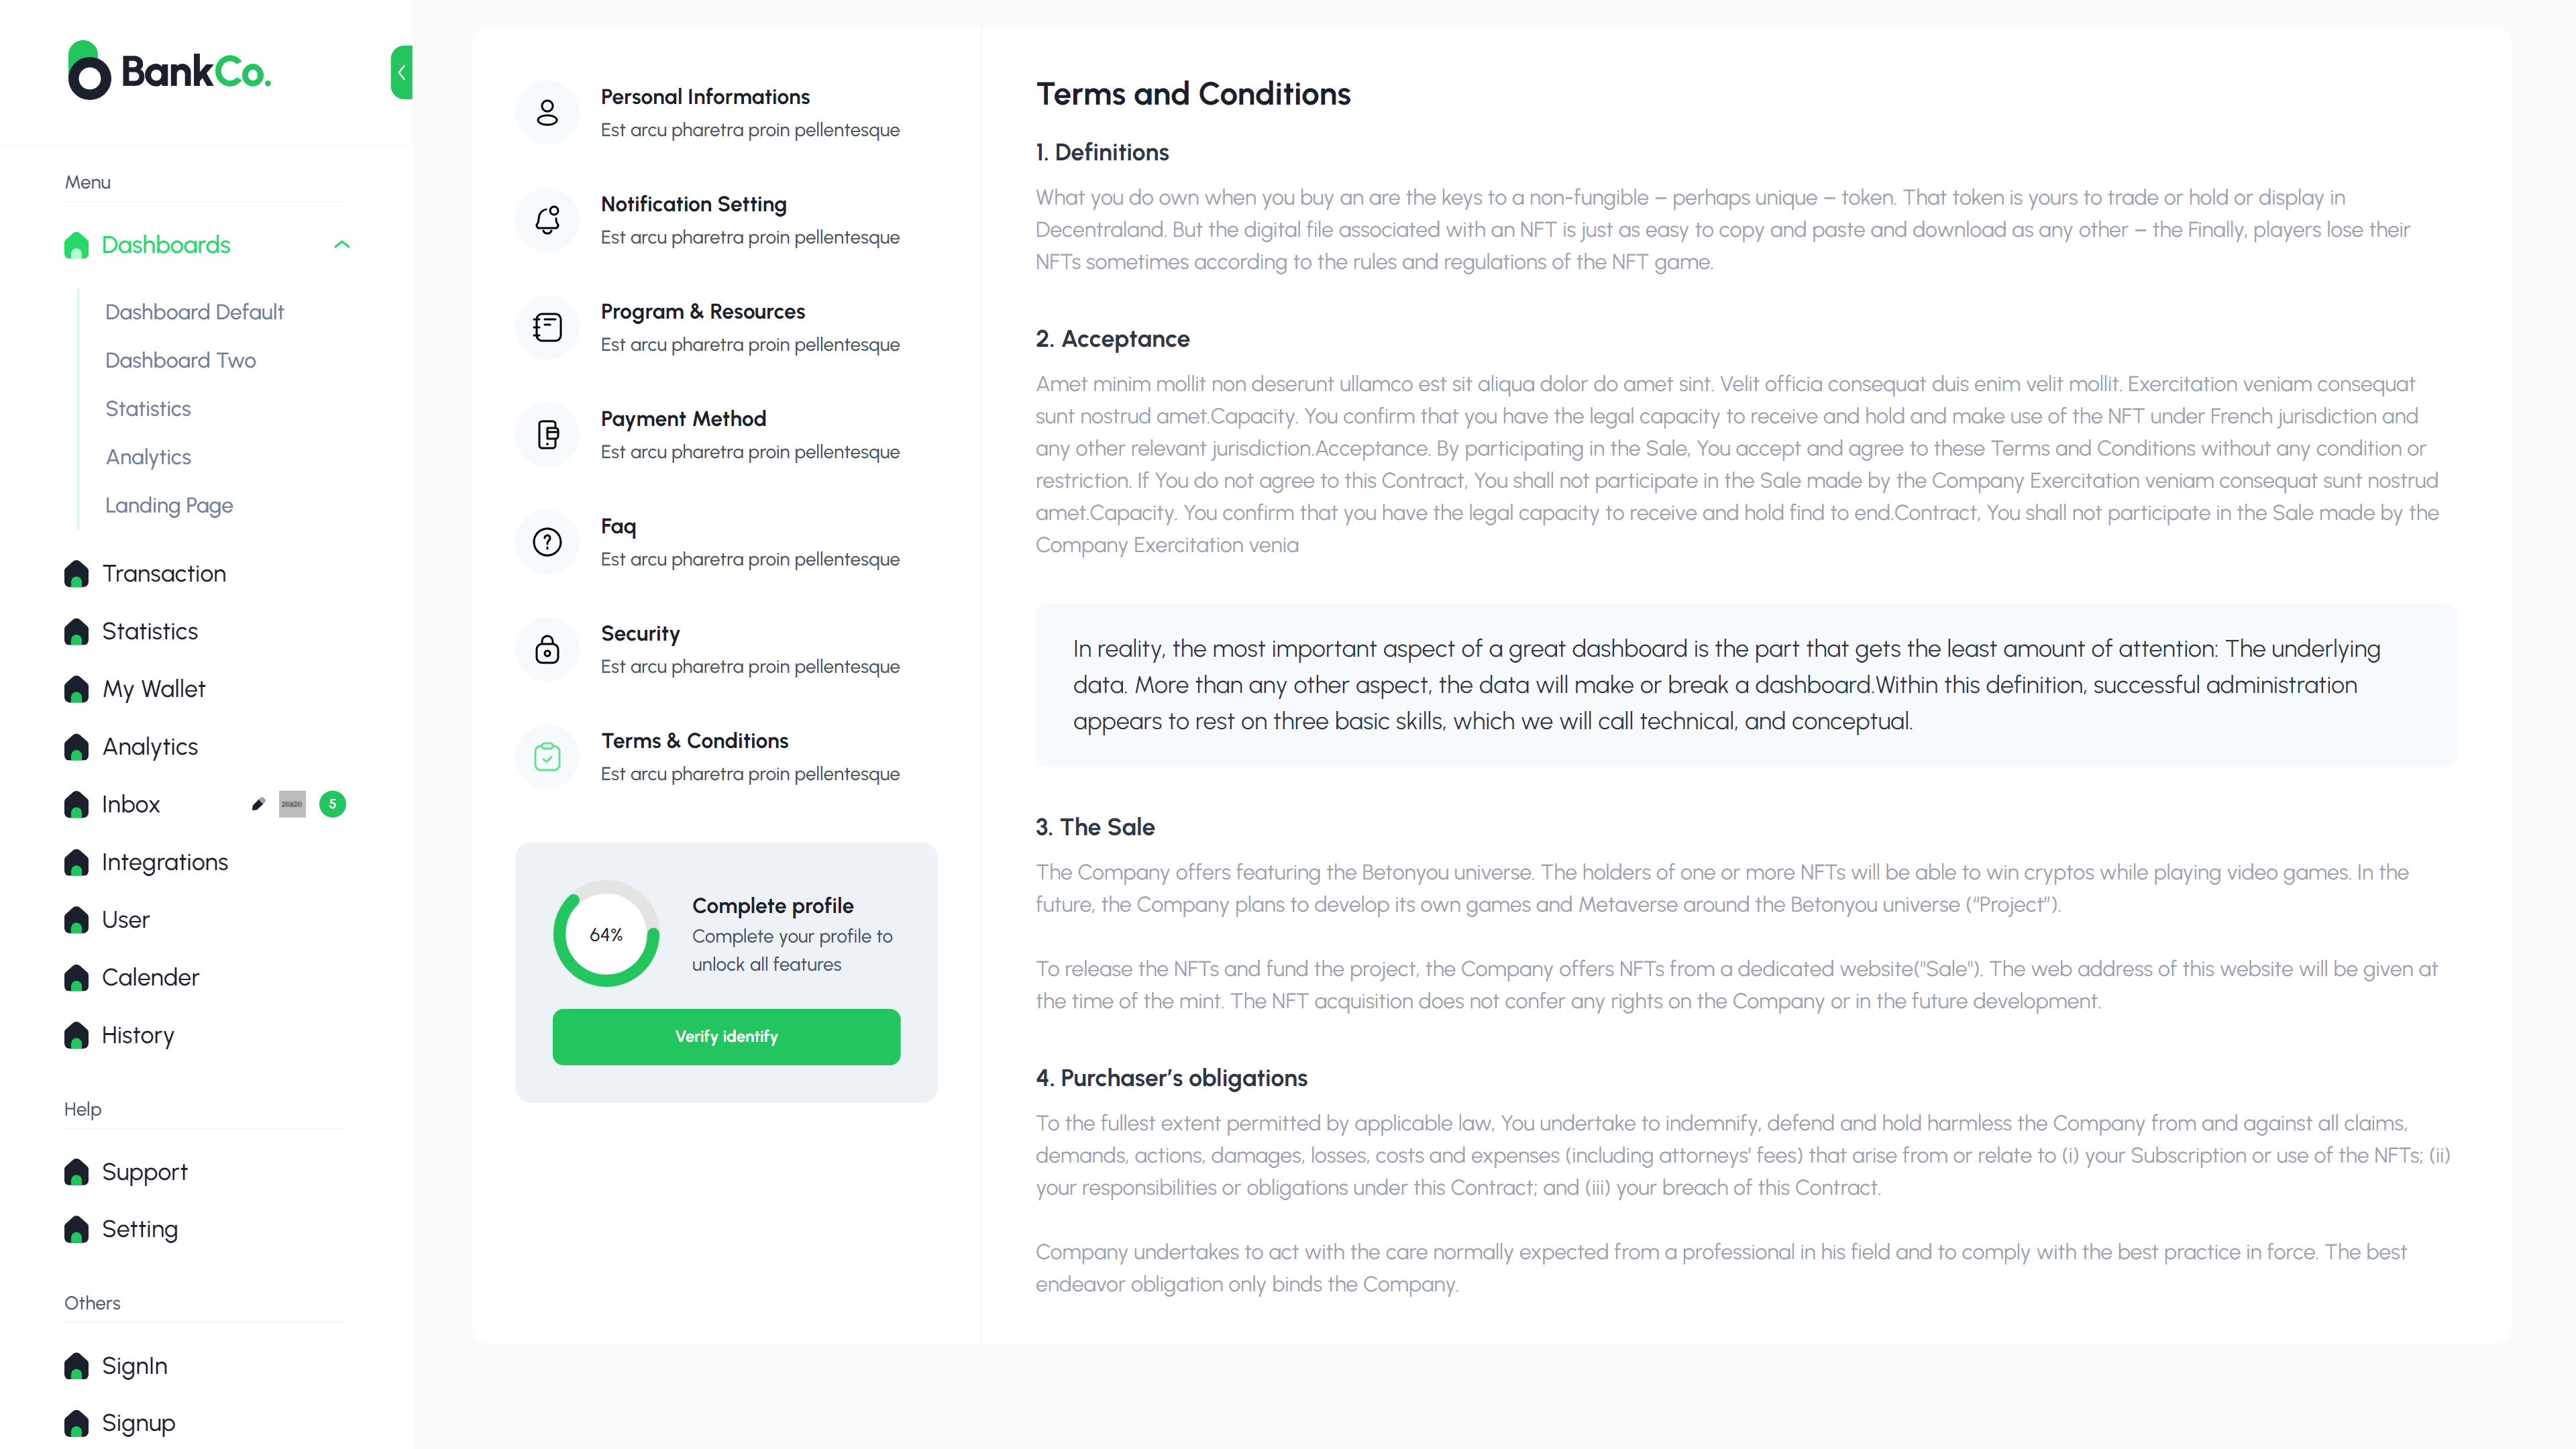 BankCo.
Menu
Dashboards
Dashboard Default
Dashboard Two
Statistics
Analytics
Landing Page
Transaction
Statistics
My Wallet
Analytics
Inbox
5
Integrations
User
Calender
History
Help
Support
Setting
Others
SignIn
Signup
Personal Informations
Est arcu pharetra proin pellentesque
Notification Setting
Est arcu pharetra proin pellentesque
Program & Resources
Est arcu pharetra proin pellentesque
Payment Method
Est arcu pharetra proin pellentesque
Faq
Est arcu pharetra proin pellentesque
Security
Est arcu pharetra proin pellentesque
Terms & Conditions
Est arcu pharetra proin pellentesque
64%
Complete profile
Complete your profile to
unlock all features
Verify identify
Terms and Conditions
1. Definitions
What you do own when you buy an are the keys to a non-fungible – perhaps unique – token. That token is yours to trade or hold or display in
Decentraland. But the digital file associated with an NFT is just as easy to copy and paste and download as any other – the Finally, players lose their
NFTs sometimes according to the rules and regulations of the NFT game.
2. Acceptance
Amet minim mollit non deserunt ullamco est sit aliqua dolor do amet sint. Velit officia consequat duis enim velit mollit. Exercitation veniam consequat
sunt nostrud amet.Capacity. You confirm that you have the legal capacity to receive and hold and make use of the NFT under French jurisdiction and
any other relevant jurisdiction.Acceptance. By participating in the Sale, You accept and agree to these Terms and Conditions without any condition or
restriction. If You do not agree to this Contract, You shall not participate in the Sale made by the Company Exercitation veniam consequat sunt nostrud
amet.Capacity. You confirm that you have the legal capacity to receive and hold find to end.Contract, You shall not participate in the Sale made by the
Company Exercitation venia
In reality, the most important aspect of a great dashboard is the part that gets the least amount of attention: The underlying
data. More than any other aspect, the data will make or break a dashboard.Within this definition, successful administration
appears to rest on three basic skills, which we will call technical, and conceptual.
3. The Sale
The Company offers featuring the Betonyou universe. The holders of one or more NFTs will be able to win cryptos while playing video games. In the
future, the Company plans to develop its own games and Metaverse around the Betonyou universe (“Project”).
To release the NFTs and fund the project, the Company offers NFTs from a dedicated website("Sale"). The web address of this website will be given at
the time of the mint. The NFT acquisition does not confer any rights on the Company or in the future development.
4. Purchaser’s obligations
To the fullest extent permitted by applicable law, You undertake to indemnify, defend and hold harmless the Company from and against all claims,
demands, actions, damages, losses, costs and expenses (including attorneys’ fees) that arise from or relate to (i) your Subscription or use of the NFTs; (ii)
your responsibilities or obligations under this Contract; and (iii) your breach of this Contract.
Company undertakes to act with the care normally expected from a professional in his field and to comply with the best practice in force. The best
endeavor obligation only binds the Company.